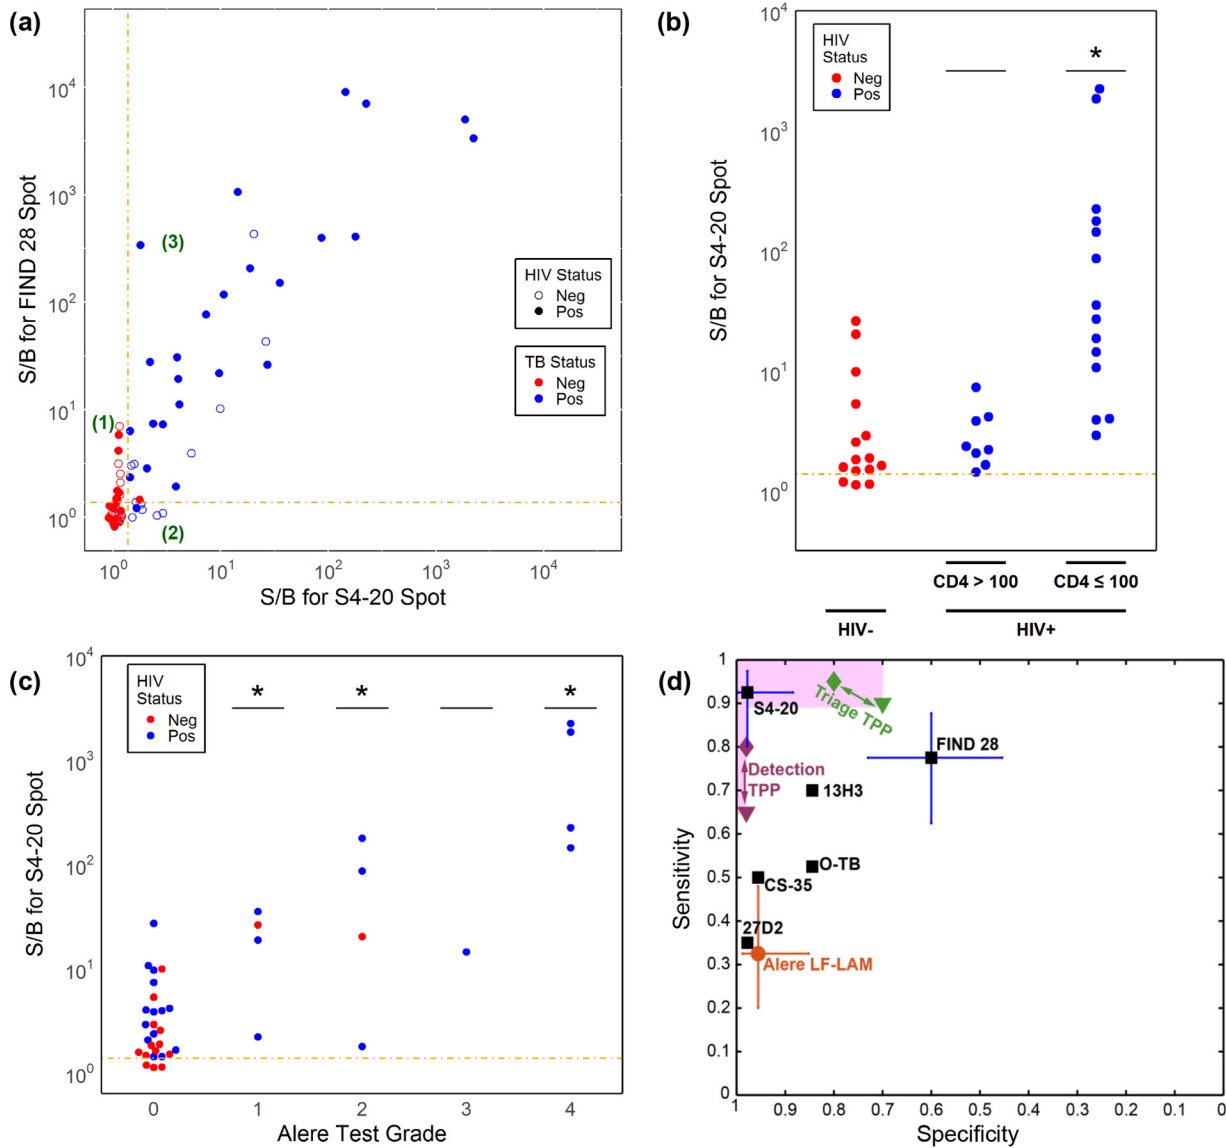 (a)
S/B for FIND 28 Spot
10^4
10^3
10^2
10^1
10^0
(3)
(1)
(2)
HIV Status
Neg
Pos
TB Status
Neg
Pos
10^0 10^1 10^2 10^3 10^4
S/B for S4-20 Spot
(b)
S/B for S4-20 Spot
10^4
10^3
10^2
10^1
10^0
HIV
Status
Neg
Pos
*
CD4 > 100 CD4 ≤ 100
HIV- HIV+
(c)
S/B for S4-20 Spot
10^4
10^3
10^2
10^1
10^0
HIV
Status
Neg
Pos
* * *
0 1 2 3 4
Alere Test Grade
(d)
Sensitivity
1
0.9
0.8
0.7
0.6
0.5
0.4
0.3
0.2
0.1
0
S4-20
Triage TPP
FIND 28
Detection
TPP
13H3
O-TB
CS-35
27D2
Alere LF-LAM
1 0.9 0.8 0.7 0.6 0.5 0.4 0.3 0.2 0.1 0
Specificity